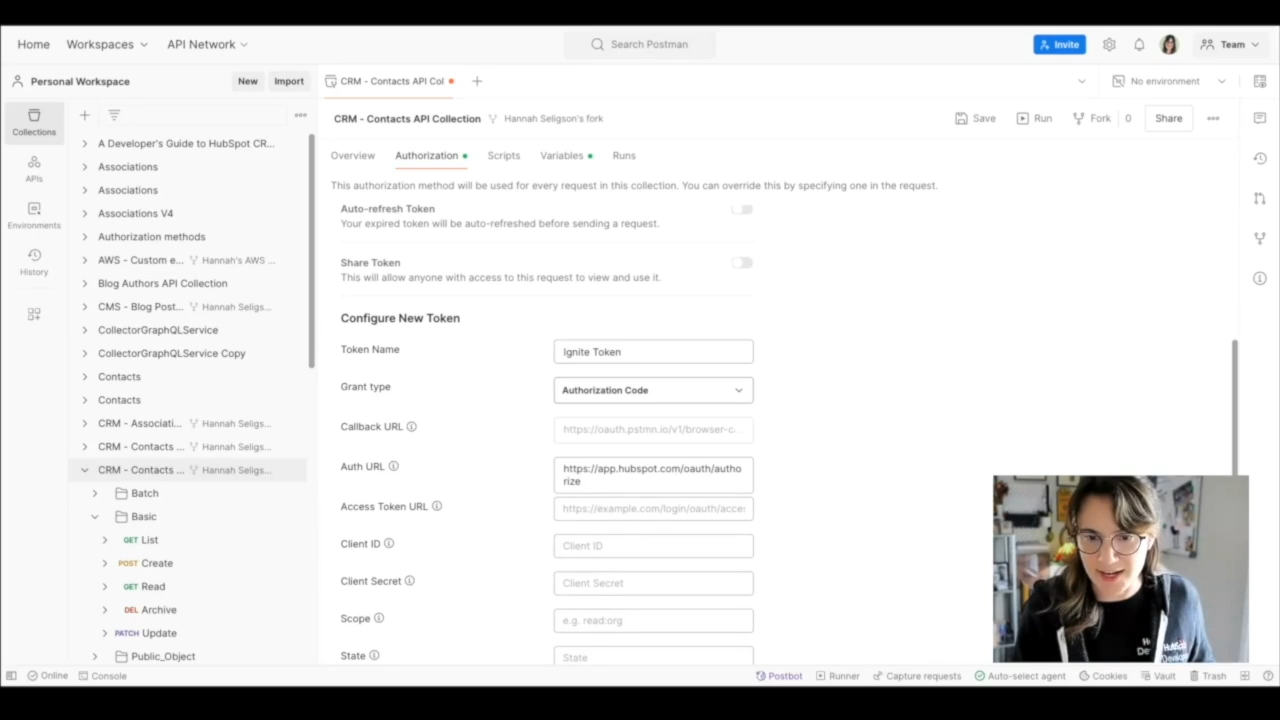 Home Workspaces API Network Search Postman Invite Team
Personal Workspace New Import CRM - Contacts API Col No environment
Collections
APIs
Environments
History
A Developer's Guide to HubSpot CR...
Associations
Associations
Associations V4
Authorization methods
AWS - Custom e... Hannah's AWS ...
Blog Authors API Collection
CMS - Blog Post... Hannah Seligs...
CollectorGraphQLService
CollectorGraphQLService Copy
Contacts
Contacts
CRM - Associati... Hannah Seligs...
CRM - Contacts ... Hannah Seligs...
CRM - Contacts ... Hannah Seligs...
Batch
Basic
GET List
POST Create
GET Read
DEL Archive
PATCH Update
Public_Object
CRM - Contacts API Collection Hannah Seligson's fork Save Run Fork 0 Share
Overview Authorization Scripts Variables Runs
This authorization method will be used for every request in this collection. You can override this by specifying one in the request.
Auto-refresh Token
Your expired token will be auto-refreshed before sending a request.
Share Token
This will allow anyone with access to this request to view and use it.
Configure New Token
Token Name Ignite Token
Grant type Authorization Code
Callback URL https://oauth.pstmn.io/v1/browser-c...
Auth URL https://app.hubspot.com/oauth/autho
rize
Access Token URL https://example.com/login/oauth/acces
Client ID Client ID
Client Secret Client Secret
Scope e.g. read:org
State State
Online Console Postbot Runner Capture requests Auto-select agent Cookies Vault Trash